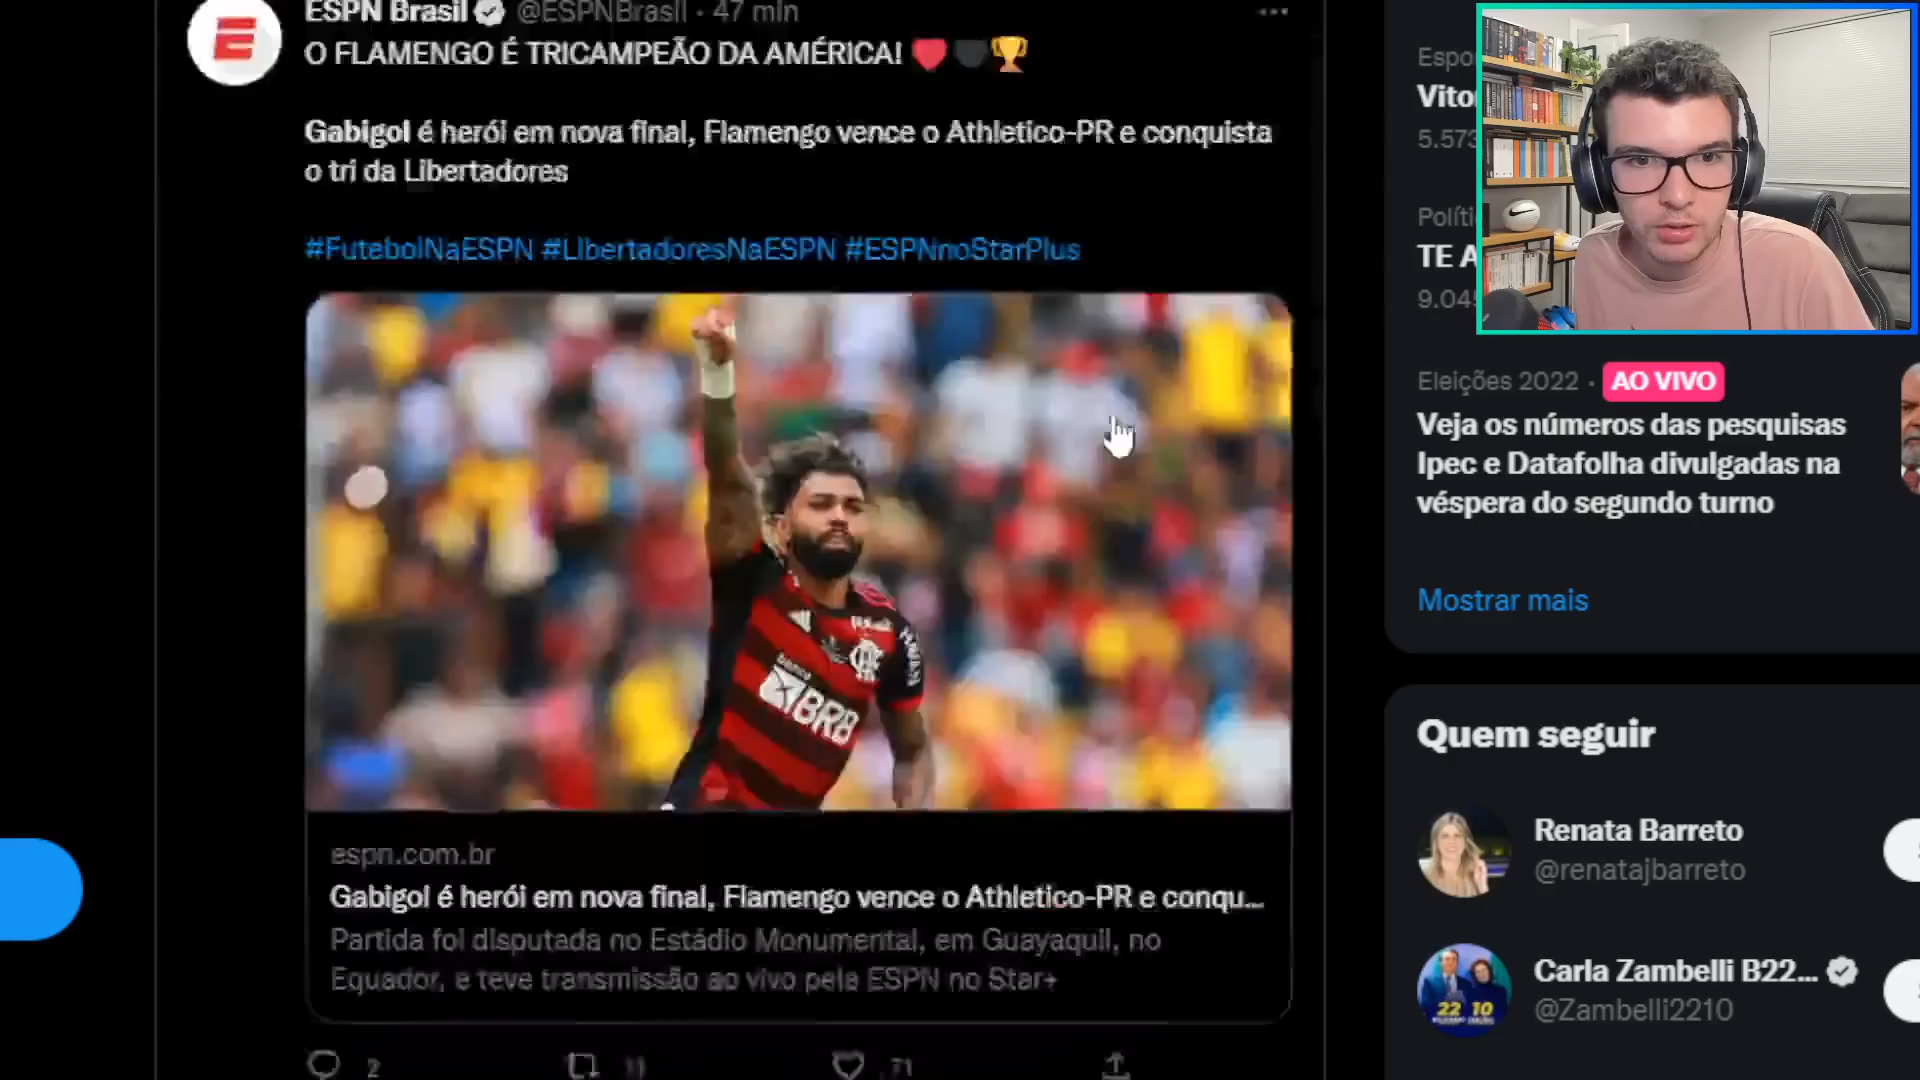 ESPN Brasil @ESPNBrasil · 47 min
O FLAMENGO É TRICAMPEÃO DA AMÉRICA! ❤️🖤🏆
Gabigol é herói em nova final, Flamengo vence o Athletico-PR e conquista
o tri da Libertadores
#FutebolNaESPN #LibertadoresNaESPN #ESPNnoStarPlus
banco
BRB
espn.com.br
Gabigol é herói em nova final, Flamengo vence o Athletico-PR e conqu...
Partida foi disputada no Estádio Monumental, em Guayaquil, no
Equador, e teve transmissão ao vivo pela ESPN no Star+
2
11
71
Espo
Vito
5.573
Políti
TE A
9.045
Eleições 2022 · AO VIVO
Veja os números das pesquisas
Ipec e Datafolha divulgadas na
véspera do segundo turno
Mostrar mais
Quem seguir
Renata Barreto
@renatajbarreto
Carla Zambelli B22...
@Zambelli2210
22 10